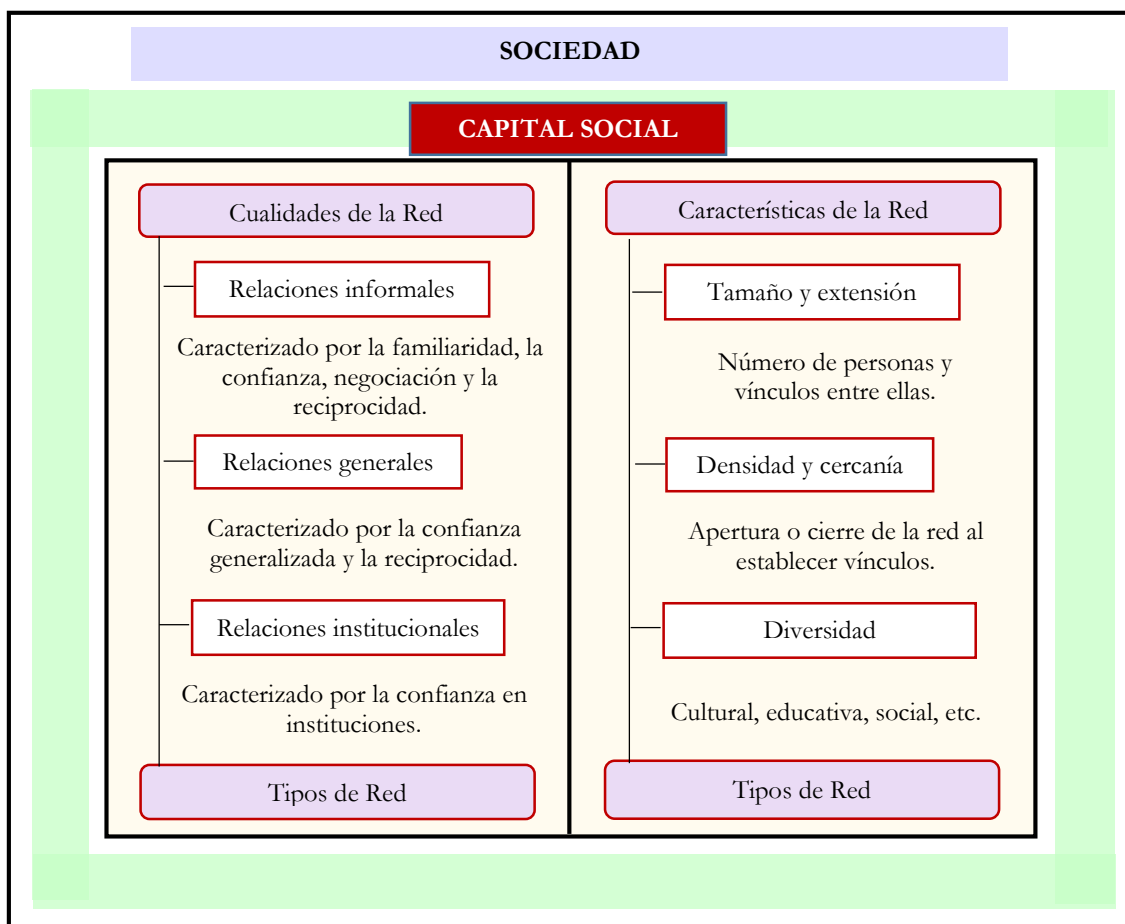 SOCIEDAD
CAPITAL SOCIAL
Cualidades de la Red
Relaciones informales
Caracterizado por la familiaridad, la
confianza, negociación y la
reciprocidad.
Relaciones generales
Caracterizado por la confianza
generalizada y la reciprocidad.
Relaciones institucionales
Caracterizado por la confianza en
instituciones.
Tipos de Red
Características de la Red
Tamaño y extensión
Número de personas y
vínculos entre ellas.
Densidad y cercanía
Apertura o cierre de la red al
establecer vínculos.
Diversidad
Cultural, educativa, social, etc.
Tipos de Red